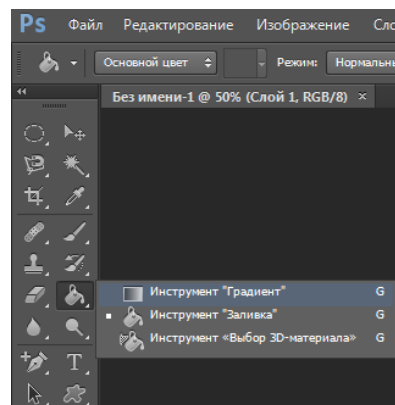 Ps Файл Редактирование Изображение
Основной цвет Режим:
Без имени-1 @ 50% (Слой 1, RGB/8) ×
Инструмент "Градиент" G
Инструмент "Заливка" G
Инструмент «Выбор 3D-материала» G
T